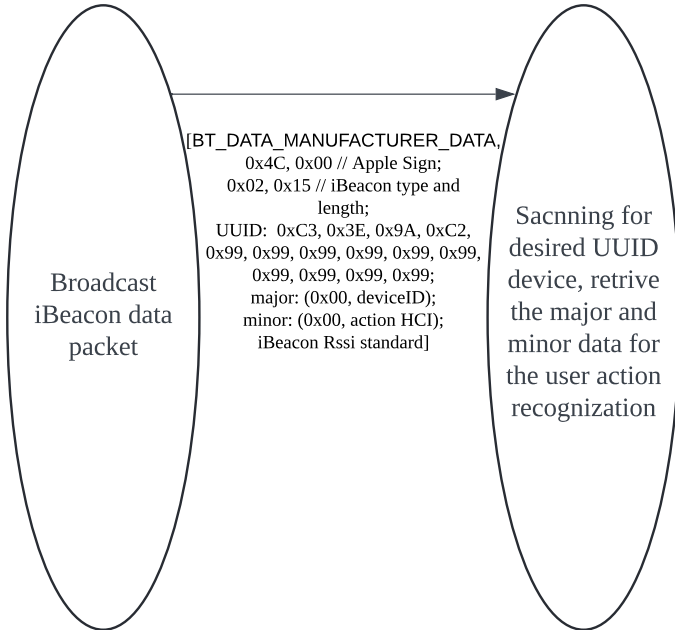 [BT_DATA_MANUFACTURER_DATA,
0x4C, 0x00 // Apple Sign;
0x02, 0x15 // iBeacon type and
length;
UUID:  0xC3, 0x3E, 0x9A, 0xC2,
0x99, 0x99, 0x99, 0x99, 0x99, 0x99,
0x99, 0x99, 0x99, 0x99;
major: (0x00, deviceID);
minor: (0x00, action HCI);
iBeacon Rssi standard]
Broadcast
iBeacon data
packet
Sacnning for
desired UUID
device, retrive
the major and
minor data for
the user action
recognization